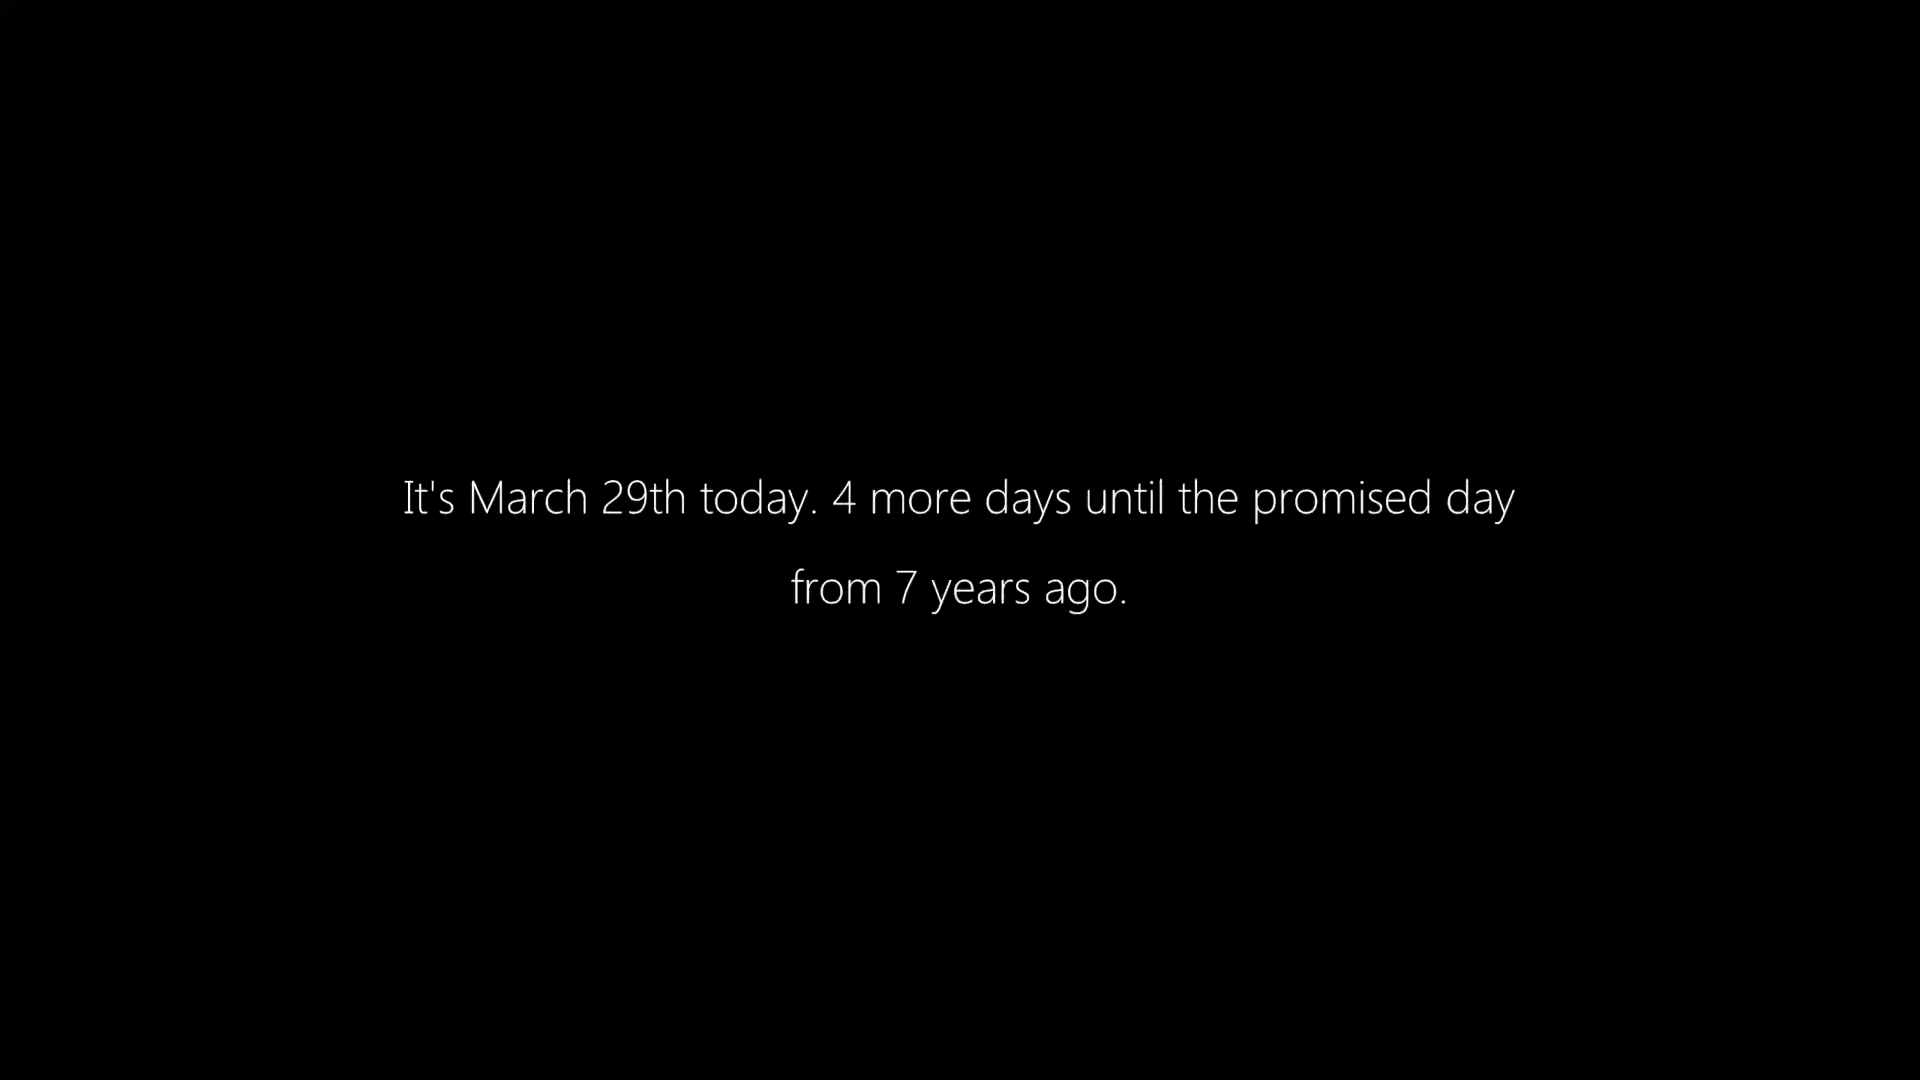 It's March 29th today. 4 more days until the promised day
from 7 years ago.